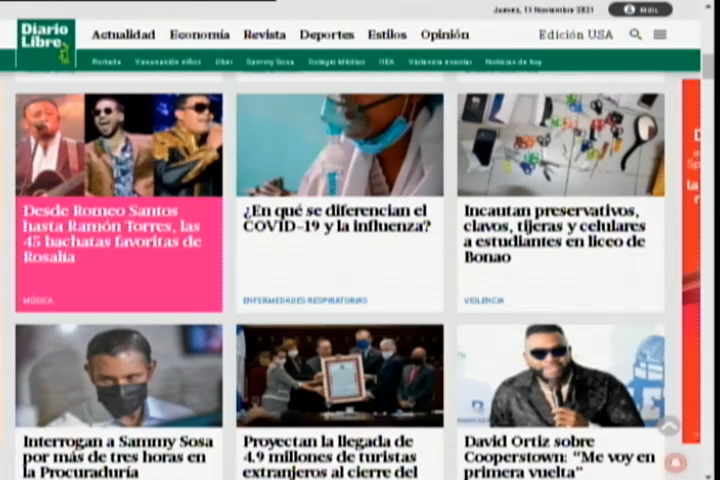 Jueves, 11 Noviembre 2021
Diario Libre
Actualidad Economía Revista Deportes Estilos Opinión Edición USA
Portada Vacunación niños Uber Sammy Sosa Colegio Médico UEA Violencia escolar Noticias de hoy
Desde Romeo Santos
hasta Ramón Torres, las
45 bachatas favoritas de
Rosalía
MÚSICA
¿En qué se diferencian el
COVID-19 y la influenza?
ENFERMEDADES RESPIRATORIAS
Incautan preservativos,
clavos, tijeras y celulares
a estudiantes en liceo de
Bonao
VIOLENCIA
Interrogan a Sammy Sosa
por más de tres horas en
la Procuraduría
Proyectan la llegada de
4,9 millones de turistas
extranjeros al cierre del
David Ortiz sobre
Cooperstown: “Me voy en
primera vuelta”